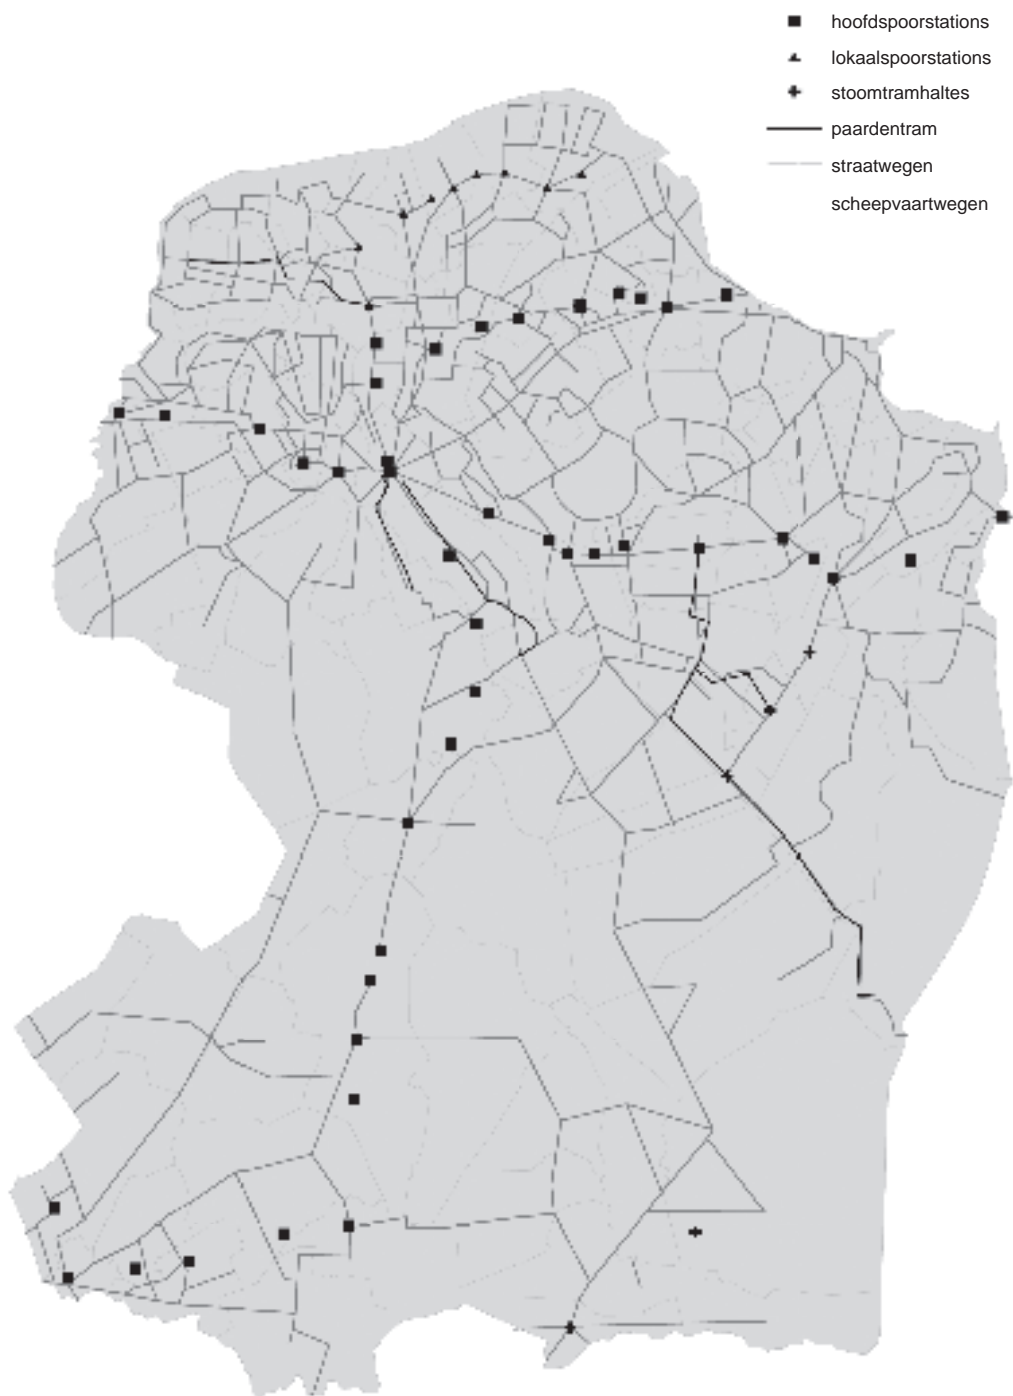 hoofdspoorstations
lokaalspoorstations
stoomtramhaltes
paardentram
straatwegen
scheepvaartwegen